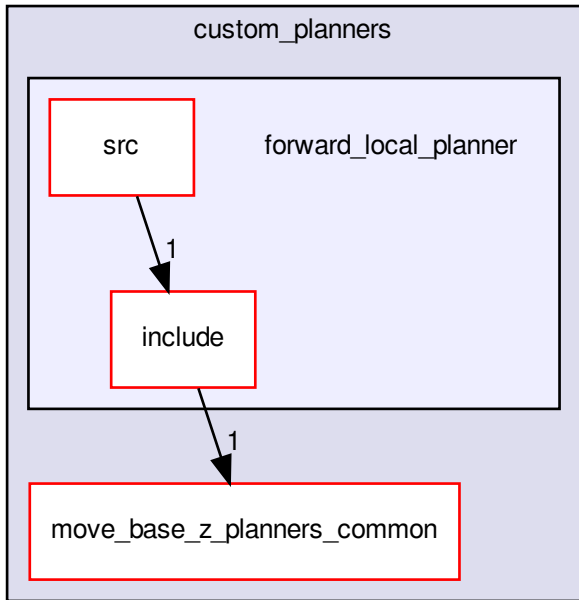 custom_planners
src
forward_local_planner
1
include
1
move_base_z_planners_common